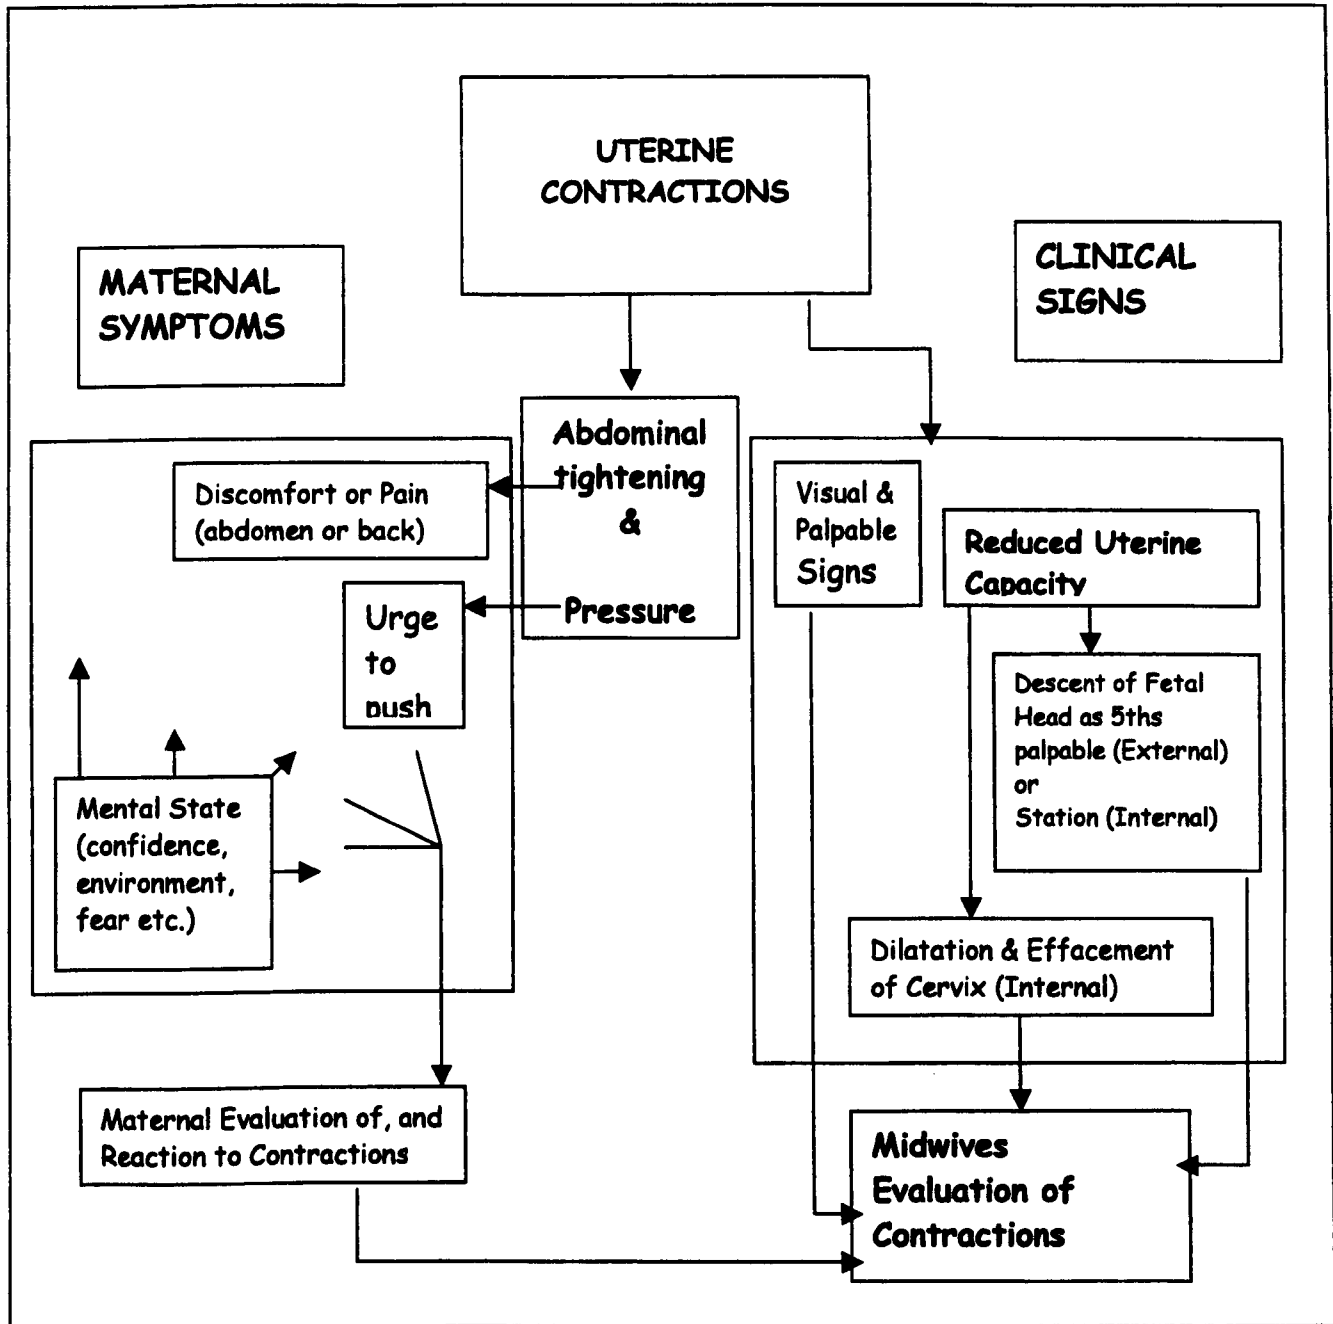 UTERINE
CONTRACTIONS
MATERNAL
SYMPTOMS
CLINICAL
SIGNS
Abdominal
tightening
&
Pressure
Discomfort or Pain
(abdomen or back)
Urge
to
push
Mental State
(confidence,
environment,
fear etc.)
Maternal Evaluation of, and
Reaction to Contractions
Visual &
Palpable
Signs
Reduced Uterine
Capacity
Descent of Fetal
Head as 5ths
palpable (External)
or
Station (Internal)
Dilatation & Effacement
of Cervix (Internal)
Midwives
Evaluation of
Contractions